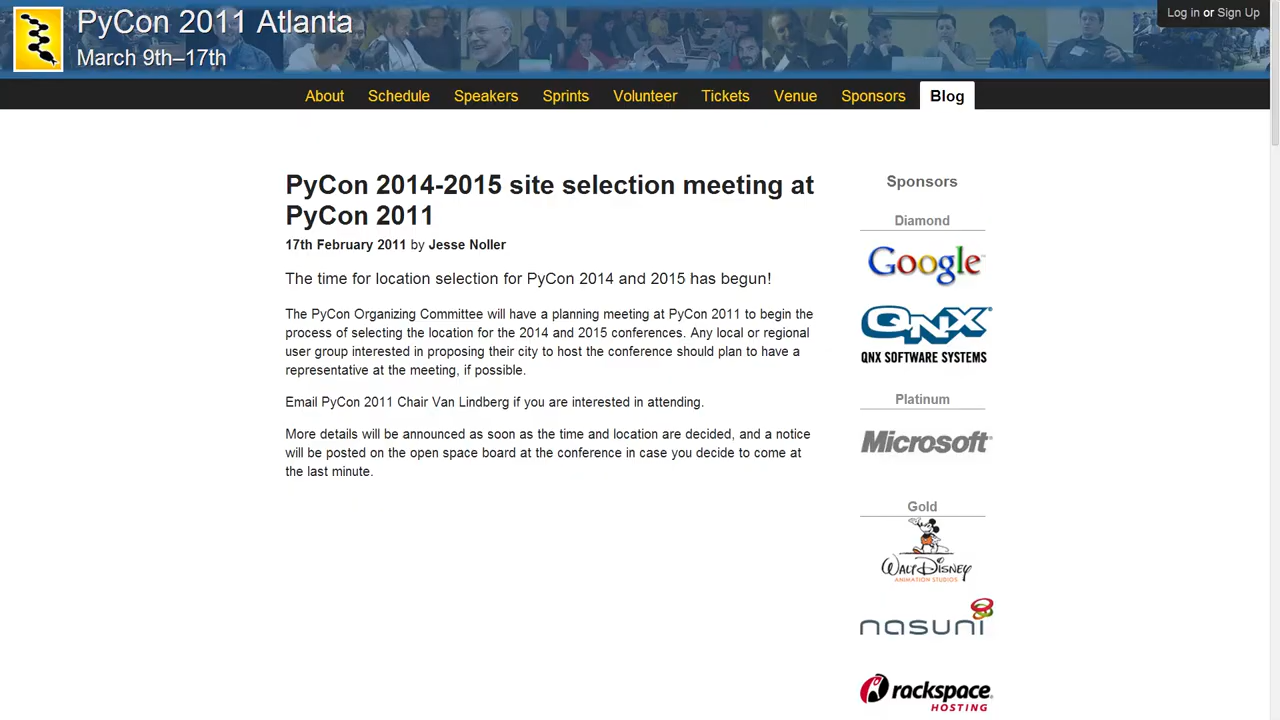 PyCon 2011 Atlanta
March 9th–17th
Log in or Sign Up
About Schedule Speakers Sprints Volunteer Tickets Venue Sponsors Blog
PyCon 2014-2015 site selection meeting at
PyCon 2011
17th February 2011 by Jesse Noller
The time for location selection for PyCon 2014 and 2015 has begun!
The PyCon Organizing Committee will have a planning meeting at PyCon 2011 to begin the
process of selecting the location for the 2014 and 2015 conferences. Any local or regional
user group interested in proposing their city to host the conference should plan to have a
representative at the meeting, if possible.
Email PyCon 2011 Chair Van Lindberg if you are interested in attending.
More details will be announced as soon as the time and location are decided, and a notice
will be posted on the open space board at the conference in case you decide to come at
the last minute.
Sponsors
Diamond
Google
QNX
QNX SOFTWARE SYSTEMS
Platinum
Microsoft
Gold
WALT DISNEY
ANIMATION STUDIOS
nasuni
rackspace
HOSTING